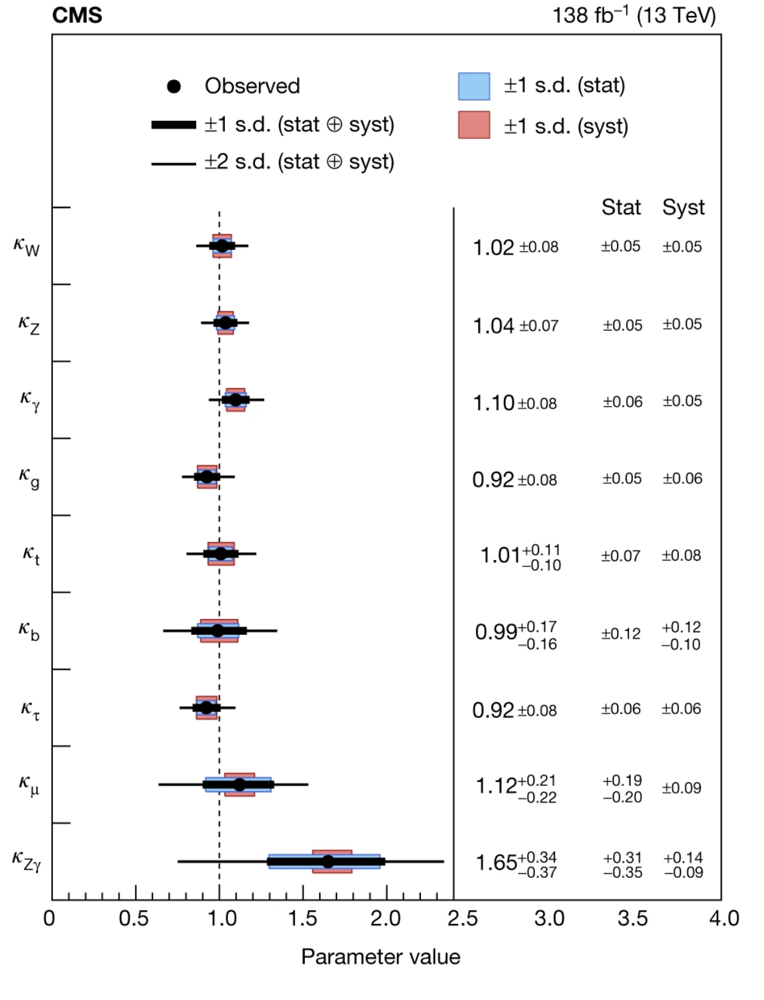 CMS 138 fb⁻¹ (13 TeV)
Observed ±1 s.d. (stat)
±1 s.d. (stat ⊕ syst) ±1 s.d. (syst)
±2 s.d. (stat ⊕ syst)
Stat Syst
κW 1.02 ±0.08 ±0.05 ±0.05
κZ 1.04 ±0.07 ±0.05 ±0.05
κγ 1.10 ±0.08 ±0.06 ±0.05
κg 0.92 ±0.08 ±0.05 ±0.06
κt 1.01 +0.11 −0.10 ±0.07 ±0.08
κb 0.99 +0.17 −0.16 ±0.12 +0.12 −0.10
κτ 0.92 ±0.08 ±0.06 ±0.06
κμ 1.12 +0.21 −0.22 +0.19 −0.20 ±0.09
κZγ 1.65 +0.34 −0.37 +0.31 −0.35 +0.14 −0.09
0 0.5 1.0 1.5 2.0 2.5 3.0 3.5 4.0
Parameter value